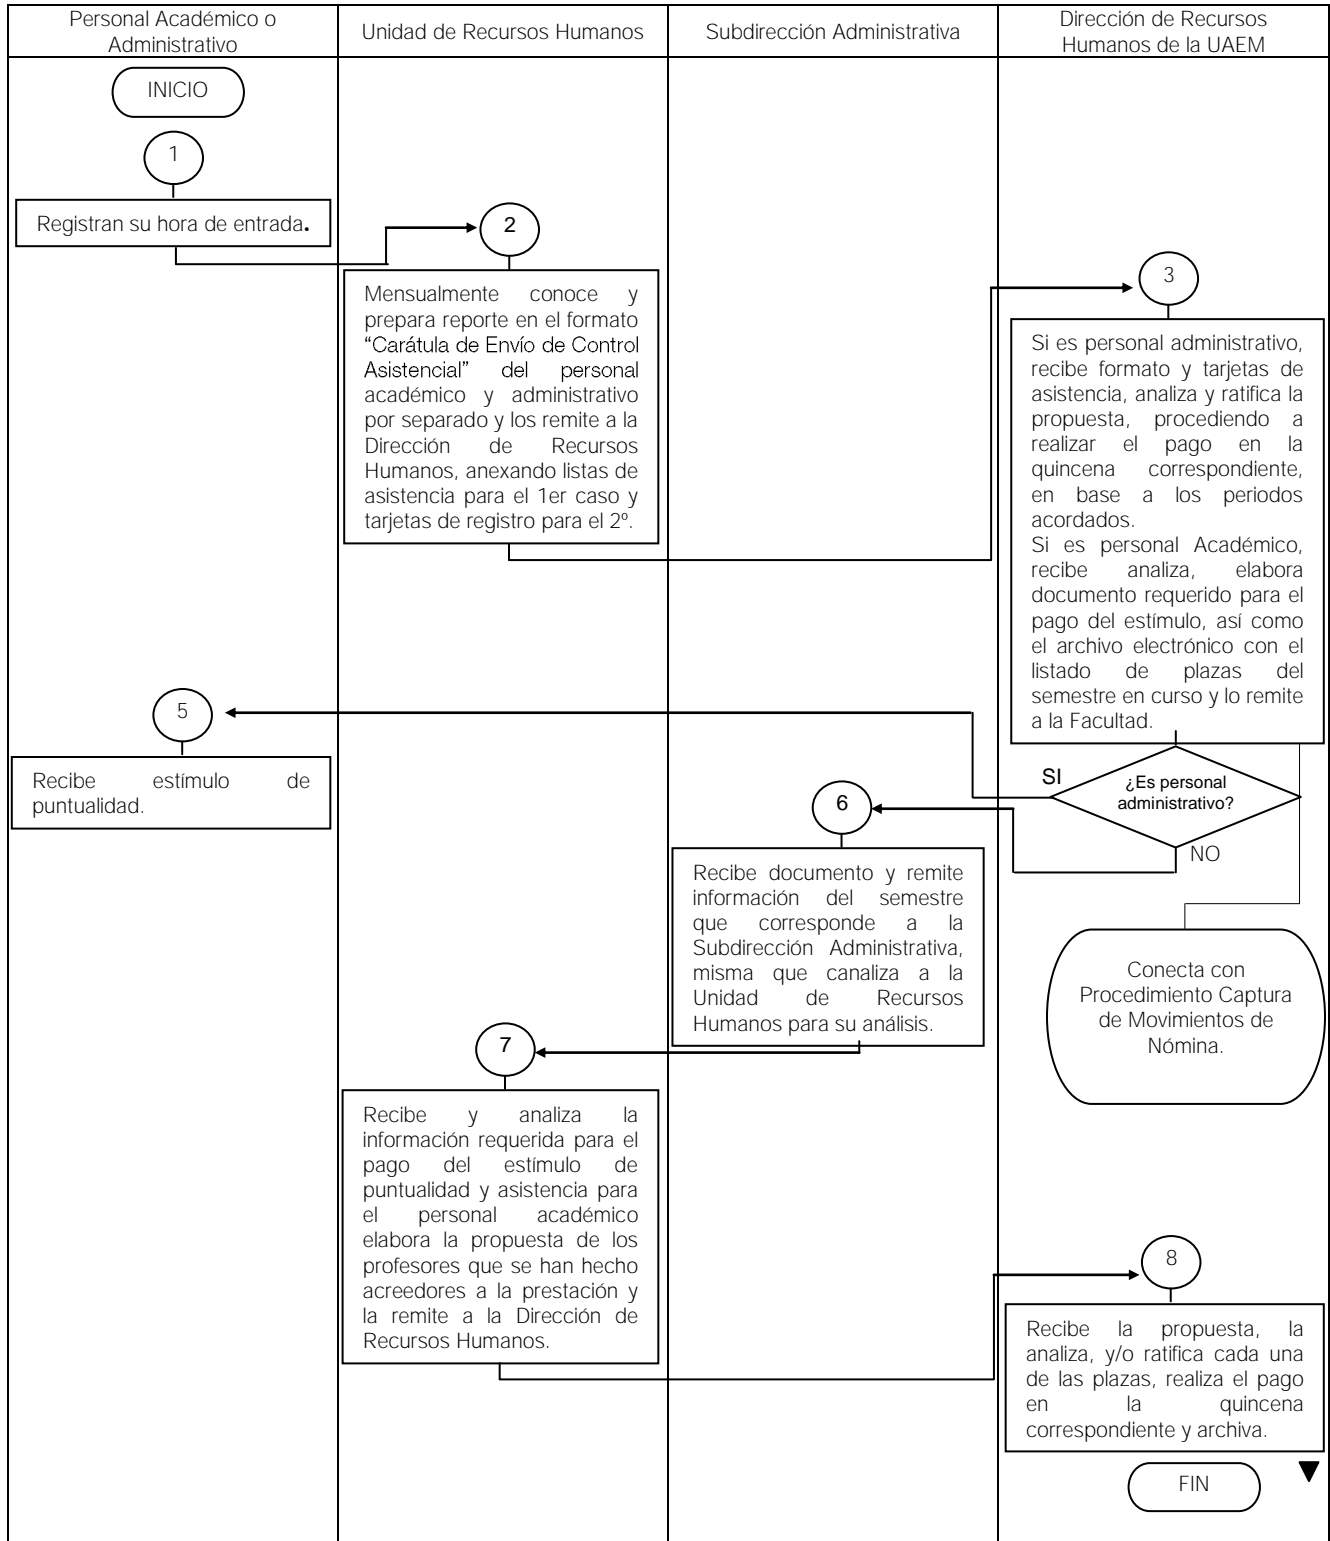 Personal Académico o
Administrativo
Unidad de Recursos Humanos
Subdirección Administrativa
Dirección de Recursos
Humanos de la UAEM
INICIO
1
Registran su hora de entrada.
2
Mensualmente conoce y
prepara reporte en el formato
“Carátula de Envío de Control
Asistencial” del personal
académico y administrativo
por separado y los remite a la
Dirección de Recursos
Humanos, anexando listas de
asistencia para el 1er caso y
tarjetas de registro para el 2º.
3
Si es personal administrativo,
recibe formato y tarjetas de
asistencia, analiza y ratifica la
propuesta, procediendo a
realizar el pago en la
quincena correspondiente,
en base a los periodos
acordados.
Si es personal Académico,
recibe analiza, elabora
documento requerido para el
pago del estímulo, así como
el archivo electrónico con el
listado de plazas del
semestre en curso y lo remite
a la Facultad.
¿Es personal
administrativo?
SI
NO
5
Recibe estímulo de
puntualidad.
6
Recibe documento y remite
información del semestre
que corresponde a la
Subdirección Administrativa,
misma que canaliza a la
Unidad de Recursos
Humanos para su análisis.
Conecta con
Procedimiento Captura
de Movimientos de
Nómina.
7
Recibe y analiza la
información requerida para el
pago del estímulo de
puntualidad y asistencia para
el personal académico
elabora la propuesta de los
profesores que se han hecho
acreedores a la prestación y
la remite a la Dirección de
Recursos Humanos.
8
Recibe la propuesta, la
analiza, y/o ratifica cada una
de las plazas, realiza el pago
en la quincena
correspondiente y archiva.
FIN